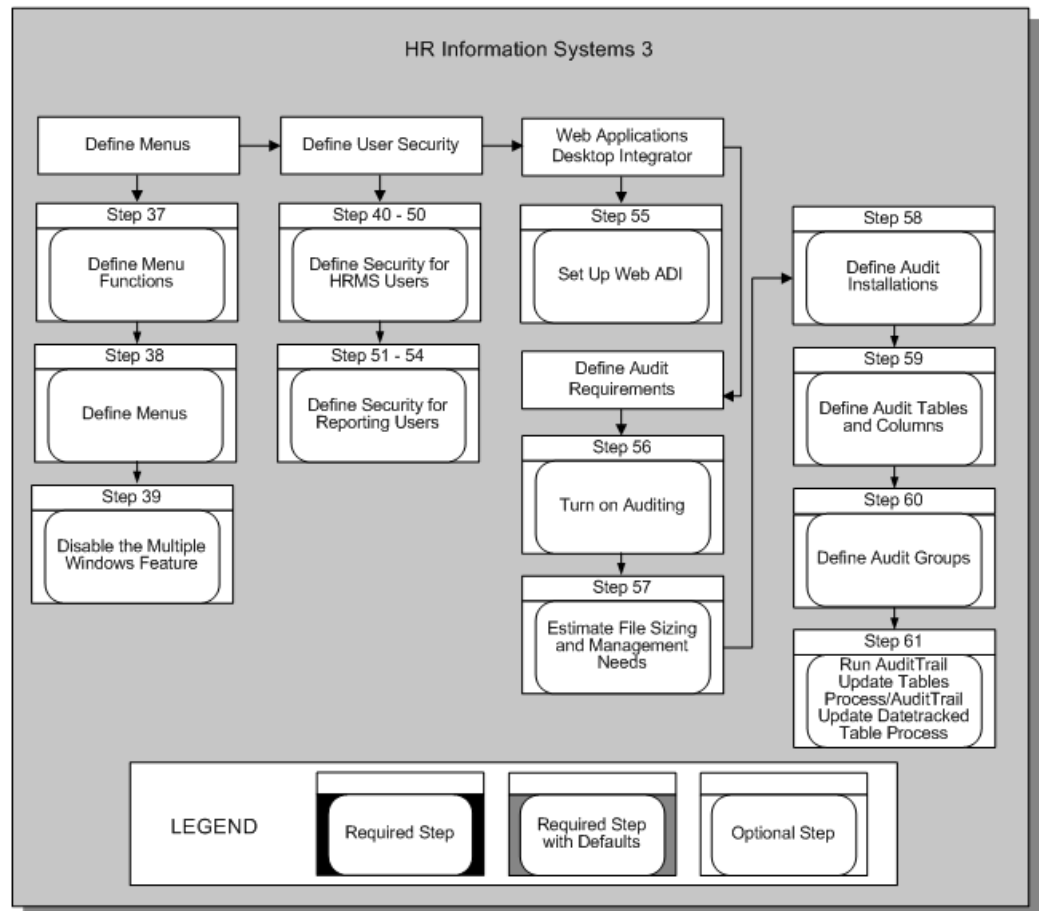 HR Information Systems 3
Define Menus
Define User Security
Web Applications
Desktop Integrator
Step 37
Define Menu
Functions
Step 38
Define Menus
Step 39
Disable the Multiple
Windows Feature
Step 40 - 50
Define Security for
HRMS Users
Step 51 - 54
Define Security for
Reporting Users
Step 55
Set Up Web ADI
Define Audit
Requirements
Step 56
Turn on Auditing
Step 57
Estimate File Sizing
and Management
Needs
Step 58
Define Audit
Installations
Step 59
Define Audit Tables
and Columns
Step 60
Define Audit Groups
Step 61
Run AuditTrail
Update Tables
Process/AuditTrail
Update Datetracked
Table Process
LEGEND
Required Step
Required Step
with Defaults
Optional Step